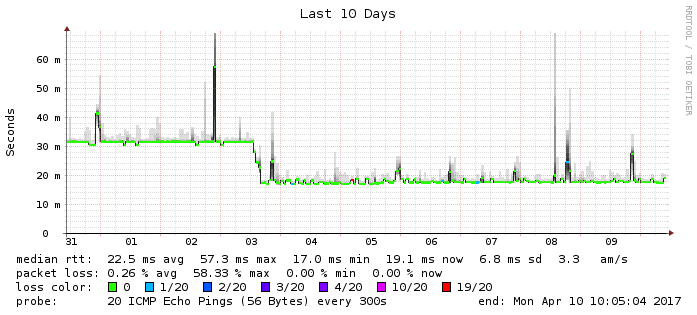 Last 10 Days
RRDTOOL / TOBI OETIKER
Seconds
60 m
50 m
40 m
30 m
20 m
10 m
0
31 01 02 03 04 05 06 07 08 09
median rtt: 22.5 ms avg 57.3 ms max 17.0 ms min 19.1 ms now 6.8 ms sd 3.3 am/s
packet loss: 0.26 % avg 58.33 % max 0.00 % min 0.00 % now
loss color: 0 1/20 2/20 3/20 4/20 10/20 19/20
probe: 20 ICMP Echo Pings (56 Bytes) every 300s end: Mon Apr 10 10:05:04 2017